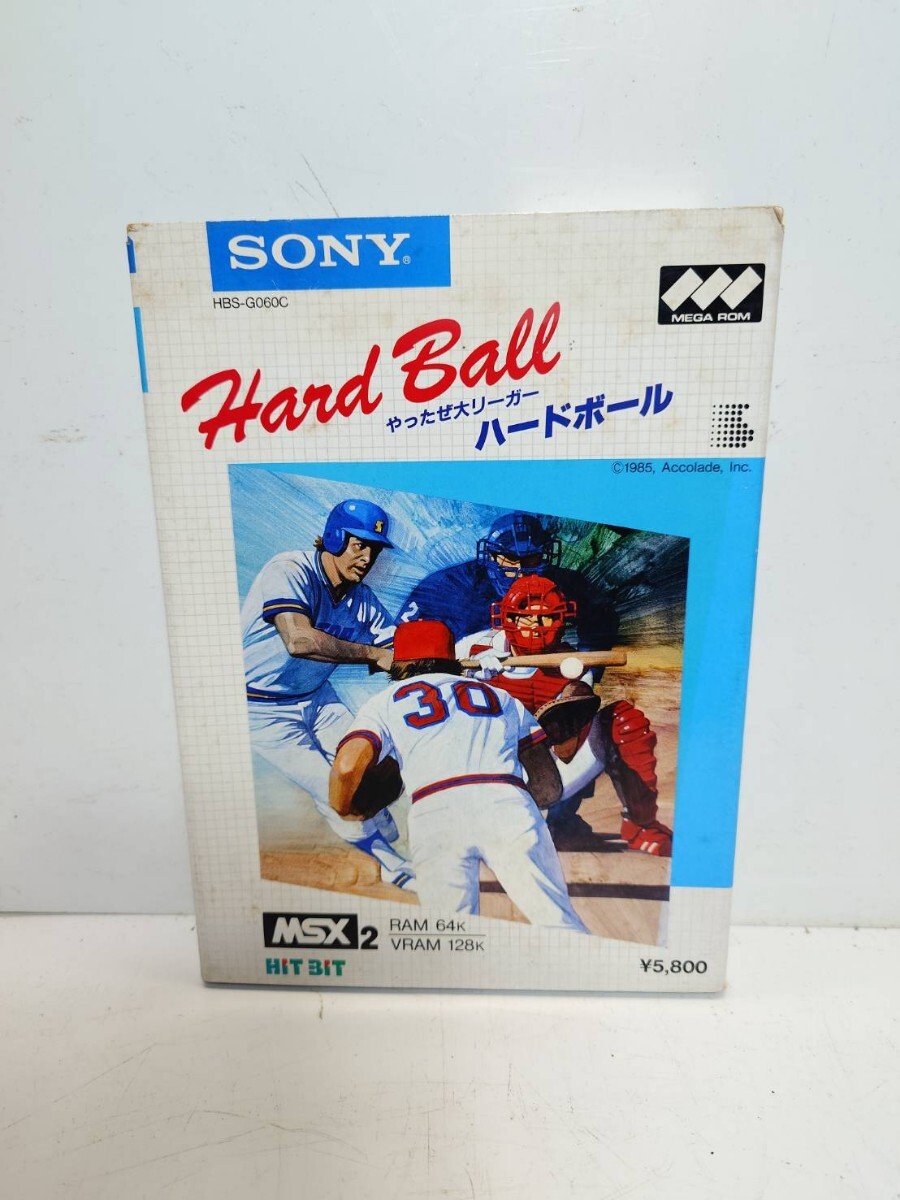 SONY®
HBS-G060C
MEGA ROM
Hard Ball
やったぜ大リーガー
ハードボール
©1985, Accolade, Inc.
30
MSX2
RAM 64K
VRAM 128K
HiT BiT
¥5,800